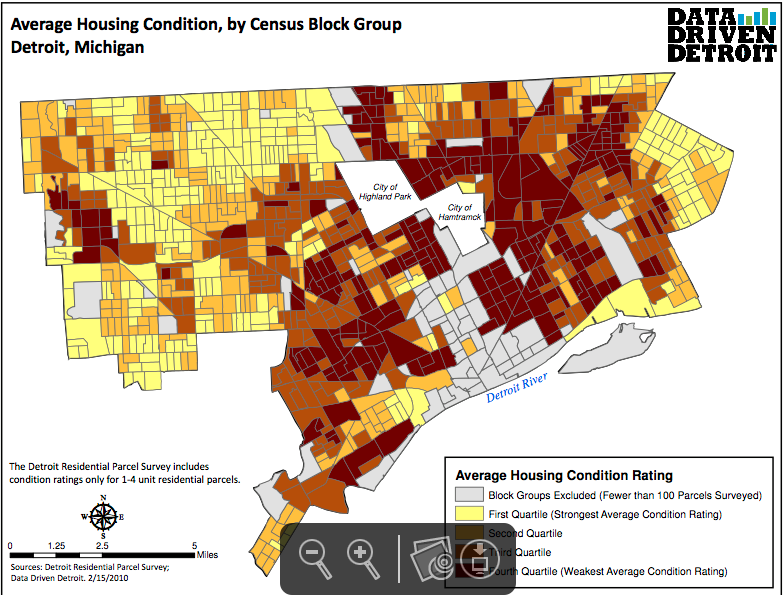 Average Housing Condition, by Census Block Group
Detroit, Michigan
DATA
DRIVEN
DETROIT
City of
Highland Park
City of
Hamtramck
Detroit River
The Detroit Residential Parcel Survey includes
condition ratings only for 1-4 unit residential parcels.
N
W E
S
0 1.25 2.5 5
Miles
Sources: Detroit Residential Parcel Survey;
Data Driven Detroit. 2/15/2010
Average Housing Condition Rating
Block Groups Excluded (Fewer than 100 Parcels Surveyed)
First Quartile (Strongest Average Condition Rating)
Second Quartile
Third Quartile
Fourth Quartile (Weakest Average Condition Rating)